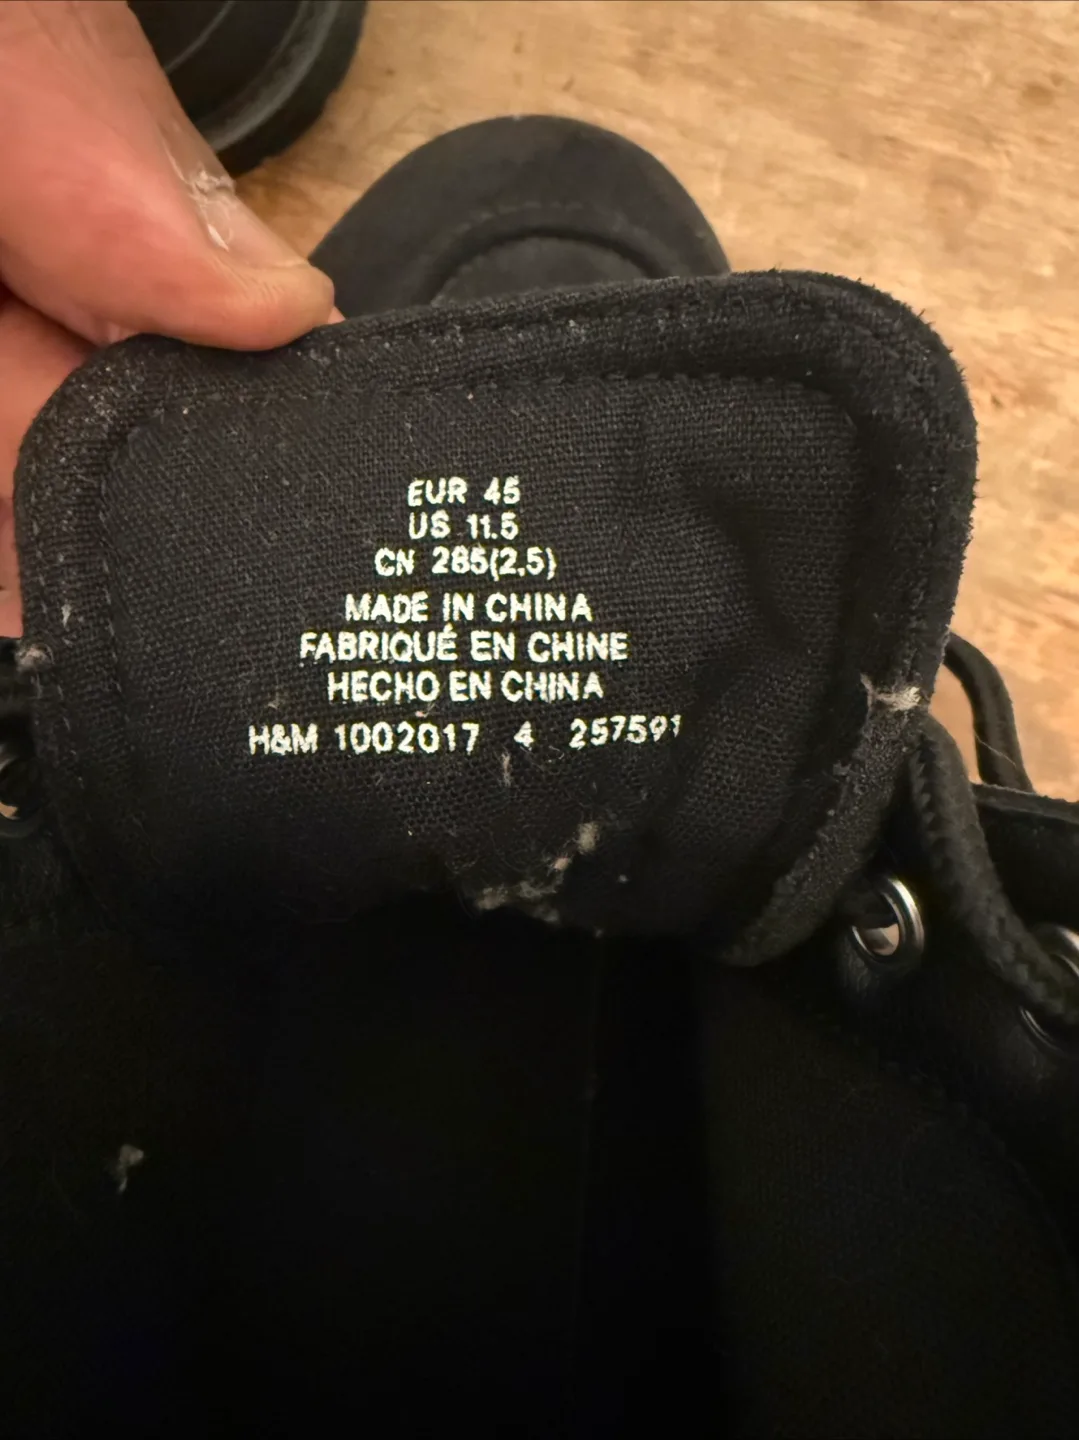 EUR 45
US 11.5
CN 285(2,5)
MADE IN CHINA
FABRIQUÉ EN CHINE
HECHO EN CHINA
H&M 1002017 4 257591